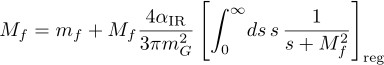 $M_f = m_f + M_f \frac{4\alpha_{\mathrm{IR}}}{3\pi m_G^2} \left[ \int_0^\infty ds\, s\, \frac{1}{s + M_f^2} \right]_{\mathrm{reg}}$